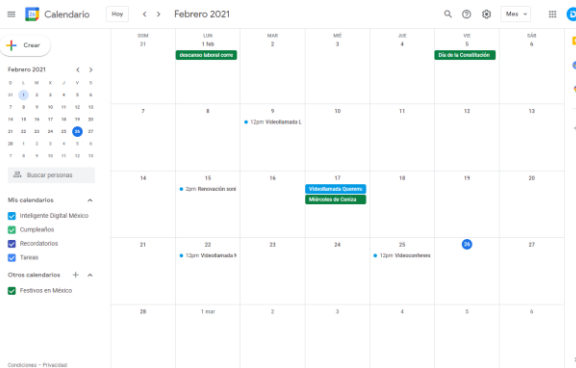 Calendario
Hoy
Febrero 2021
Mes
Crear
Febrero 2021
D L M M J V S
31 1 2 3 4 5 6
7 8 9 10 11 12 13
14 15 16 17 18 19 20
21 22 23 24 25 26 27
28 1 2 3 4 5 6
7 8 9 10 11 12 13
Buscar personas
Mis calendarios
Inteligente Digital México
Cumpleaños
Recordatorios
Tareas
Otros calendarios
Festivos en México
Condiciones – Privacidad
DOM LUN MAR MIÉ JUE VIE SÁB
31 1 feb 2 3 4 5 6
descanso laboral corre
Día de la Constitución
7 8 9 10 11 12 13
12pm Videollamada L
14 15 16 17 18 19 20
2pm Renovación
Videollamada
Miércoles de Ceniza
21 22 23 24 25 26 27
12pm Videollamada
12pm
28 1 mar 2 3 4 5 6